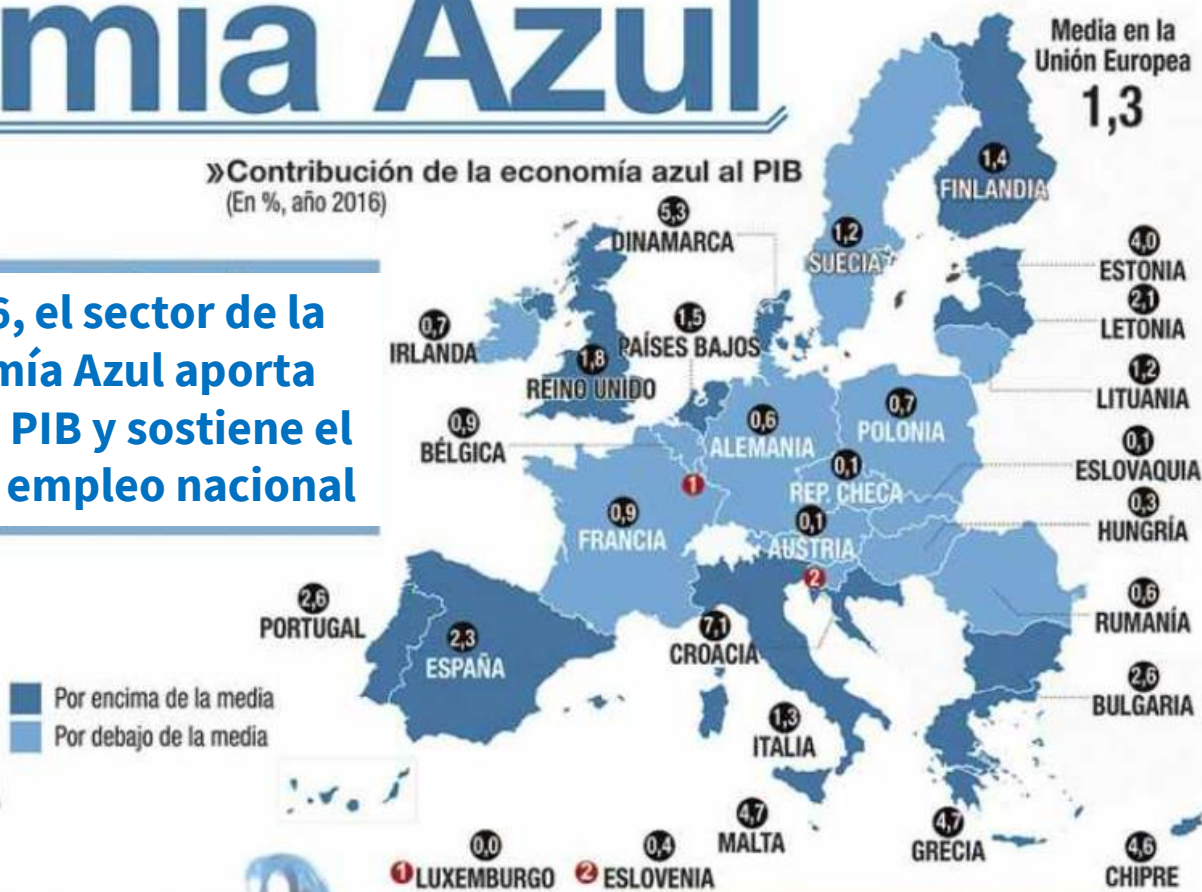 mía Azul
Media en la
Unión Europea
1,3
»Contribución de la economía azul al PIB
(En %, año 2016)
6, el sector de la
mía Azul aporta
PIB y sostiene el
empleo nacional
5,3
DINAMARCA
1,4
FINLANDIA
1,2
SUECIA
4,0
ESTONIA
2,1
LETONIA
1,2
LITUANIA
0,7
IRLANDA
1,8
REINO UNIDO
1,5
PAÍSES BAJOS
0,9
BÉLGICA
0,6
ALEMANIA
0,7
POLONIA
0,1
ESLOVAQUIA
0,1
REP. CHECA
0,3
HUNGRÍA
1
0,9
FRANCIA
0,1
AUSTRIA
2
0,6
RUMANÍA
2,6
PORTUGAL
2,3
ESPAÑA
7,1
CROACIA
2,6
BULGARIA
1,3
ITALIA
Por encima de la media
Por debajo de la media
4,7
MALTA
4,7
GRECIA
4,6
CHIPRE
0,0
1 LUXEMBURGO
0,4
2 ESLOVENIA